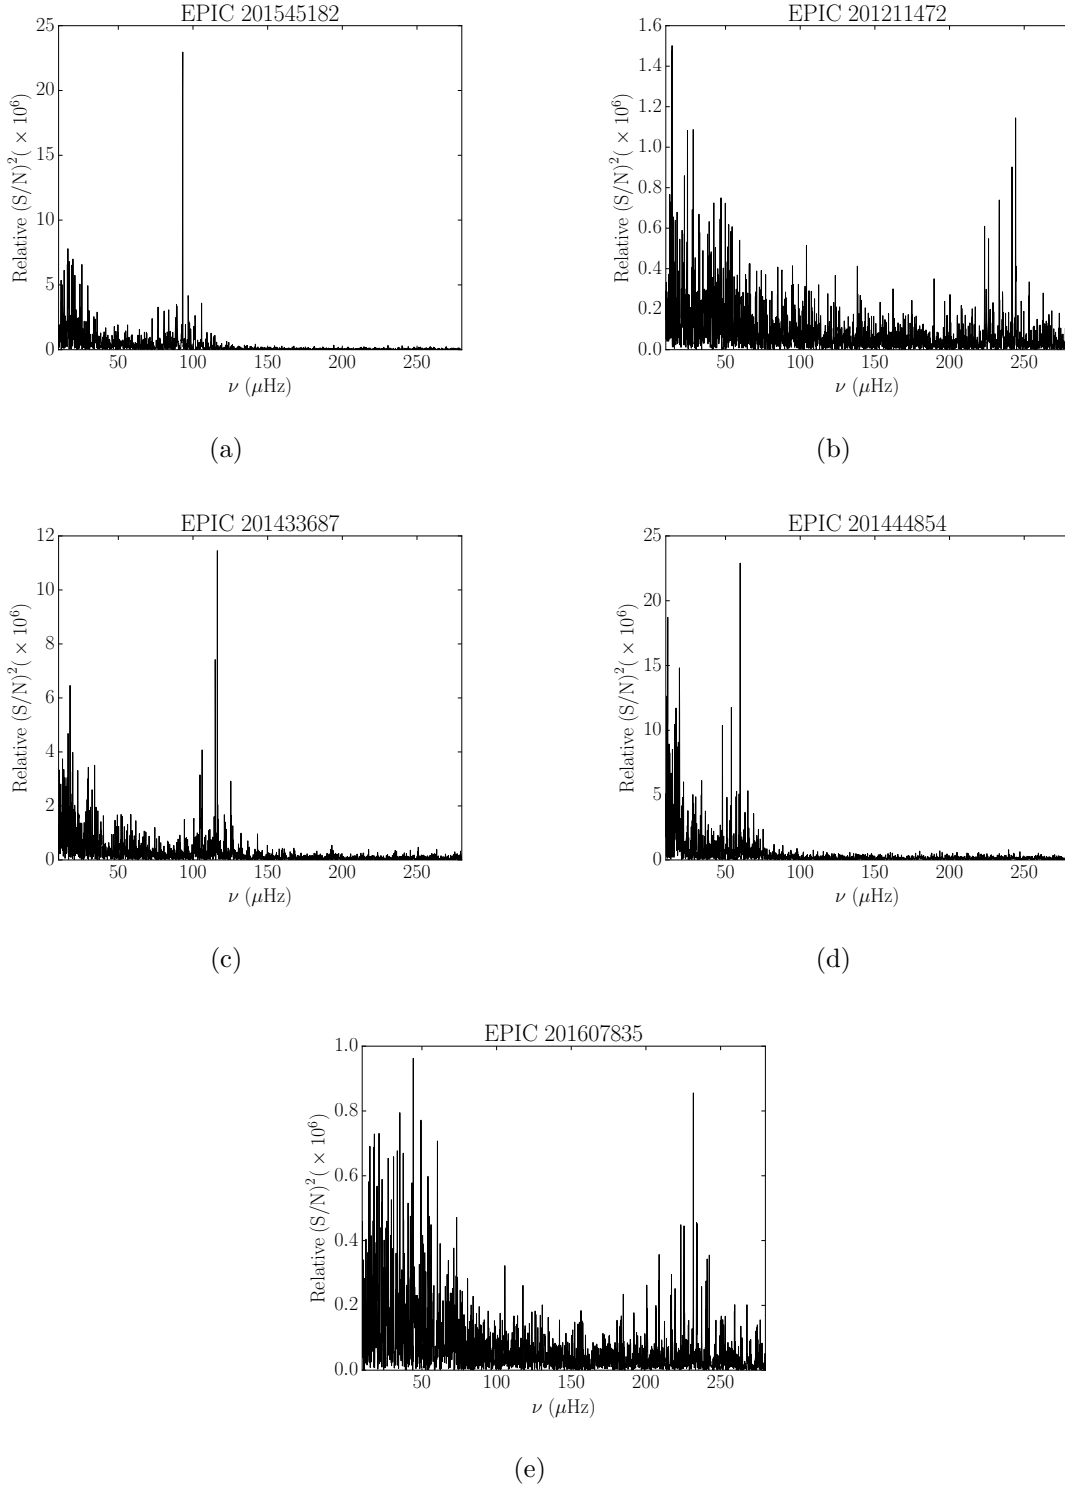 EPIC 201545182
25
20
15
10
5
0
Relative (S/N)²( × 10⁶)
50 100 150 200 250
ν (μHz)
(a)
EPIC 201211472
1.6
1.4
1.2
1.0
0.8
0.6
0.4
0.2
0.0
Relative (S/N)²( × 10⁶)
50 100 150 200 250
ν (μHz)
(b)
EPIC 201433687
12
10
8
6
4
2
0
Relative (S/N)²( × 10⁶)
50 100 150 200 250
ν (μHz)
(c)
EPIC 201444854
25
20
15
10
5
0
Relative (S/N)²( × 10⁶)
50 100 150 200 250
ν (μHz)
(d)
EPIC 201607835
1.0
0.8
0.6
0.4
0.2
0.0
Relative (S/N)²( × 10⁶)
50 100 150 200 250
ν (μHz)
(e)